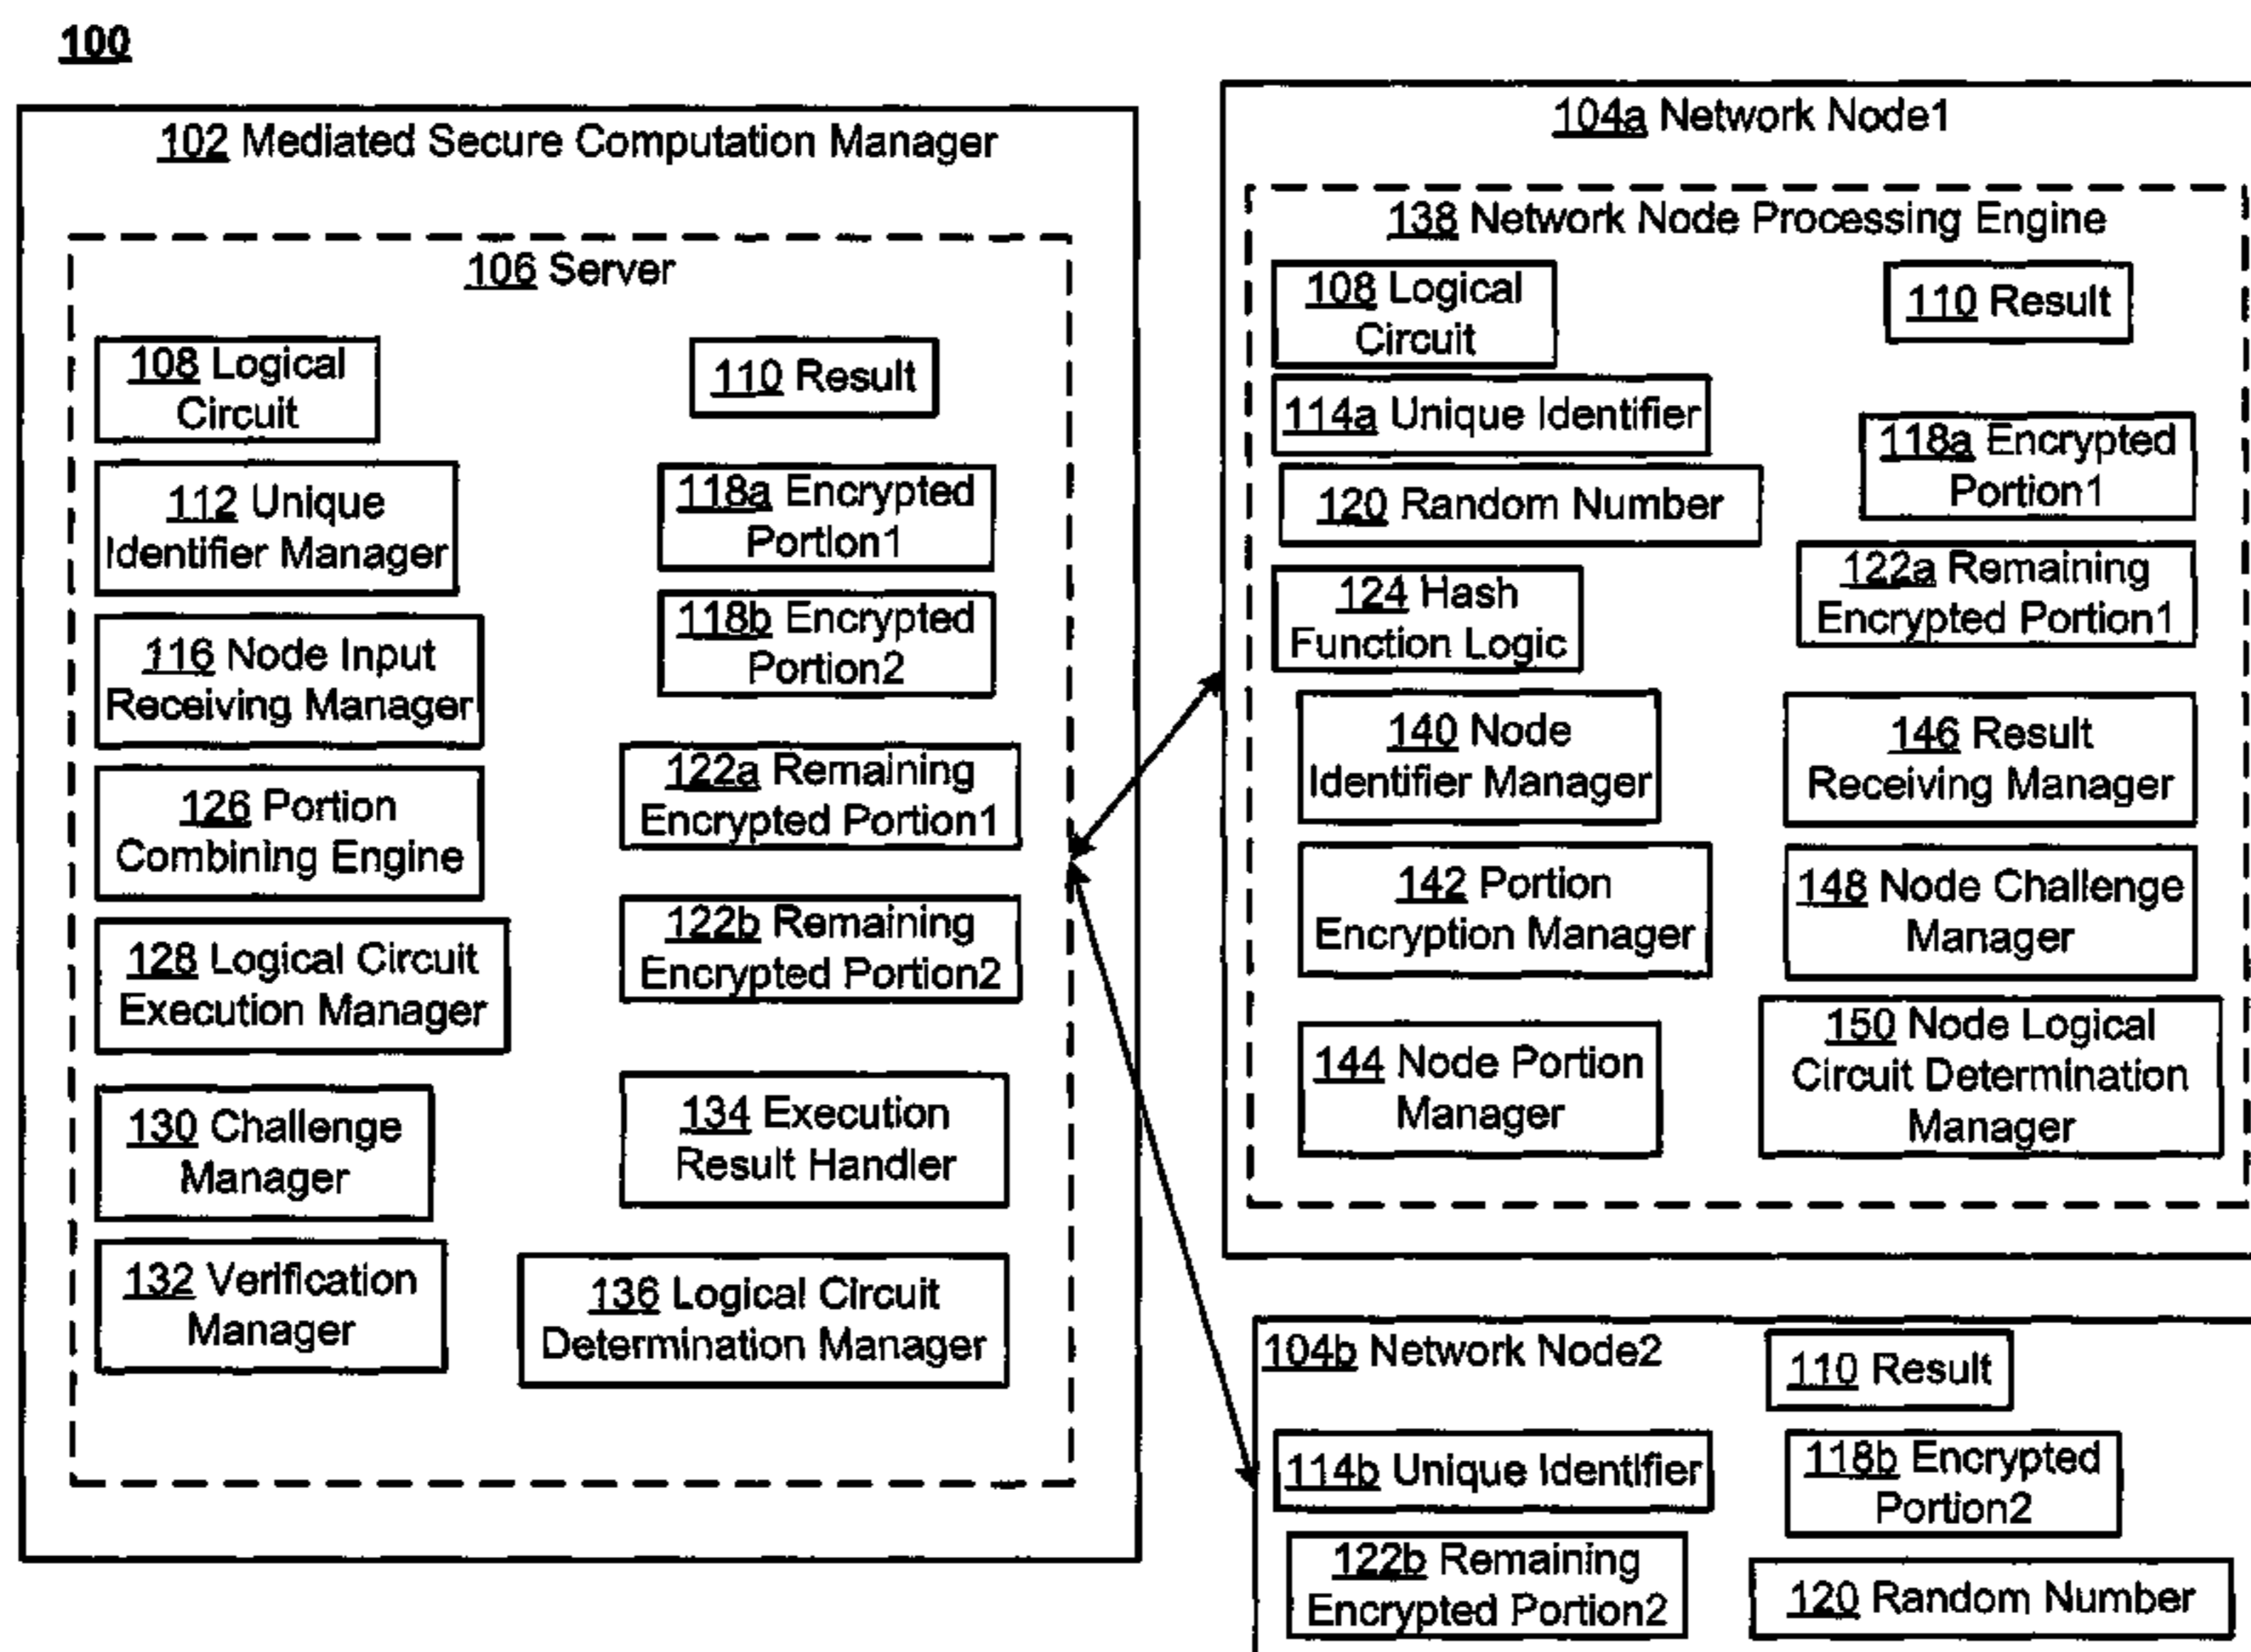 100
102 Mediated Secure Computation Manager
106 Server
108 Logical
Circuit
110 Result
112 Unique
Identifier Manager
118a Encrypted
Portion1
118b Encrypted
Portion2
116 Node Input
Receiving Manager
122a Remaining
Encrypted Portion1
126 Portion
Combining Engine
122b Remaining
Encrypted Portion2
128 Logical Circuit
Execution Manager
134 Execution
Result Handler
130 Challenge
Manager
132 Verification
Manager
136 Logical Circuit
Determination Manager
104a Network Node1
138 Network Node Processing Engine
108 Logical
Circuit
110 Result
114a Unique Identifier
118a Encrypted
Portion1
120 Random Number
122a Remaining
Encrypted Portion1
124 Hash
Function Logic
140 Node
Identifier Manager
146 Result
Receiving Manager
142 Portion
Encryption Manager
148 Node Challenge
Manager
144 Node Portion
Manager
150 Node Logical
Circuit Determination
Manager
104b Network Node2
110 Result
114b Unique Identifier
118b Encrypted
Portion2
122b Remaining
Encrypted Portion2
120 Random Number